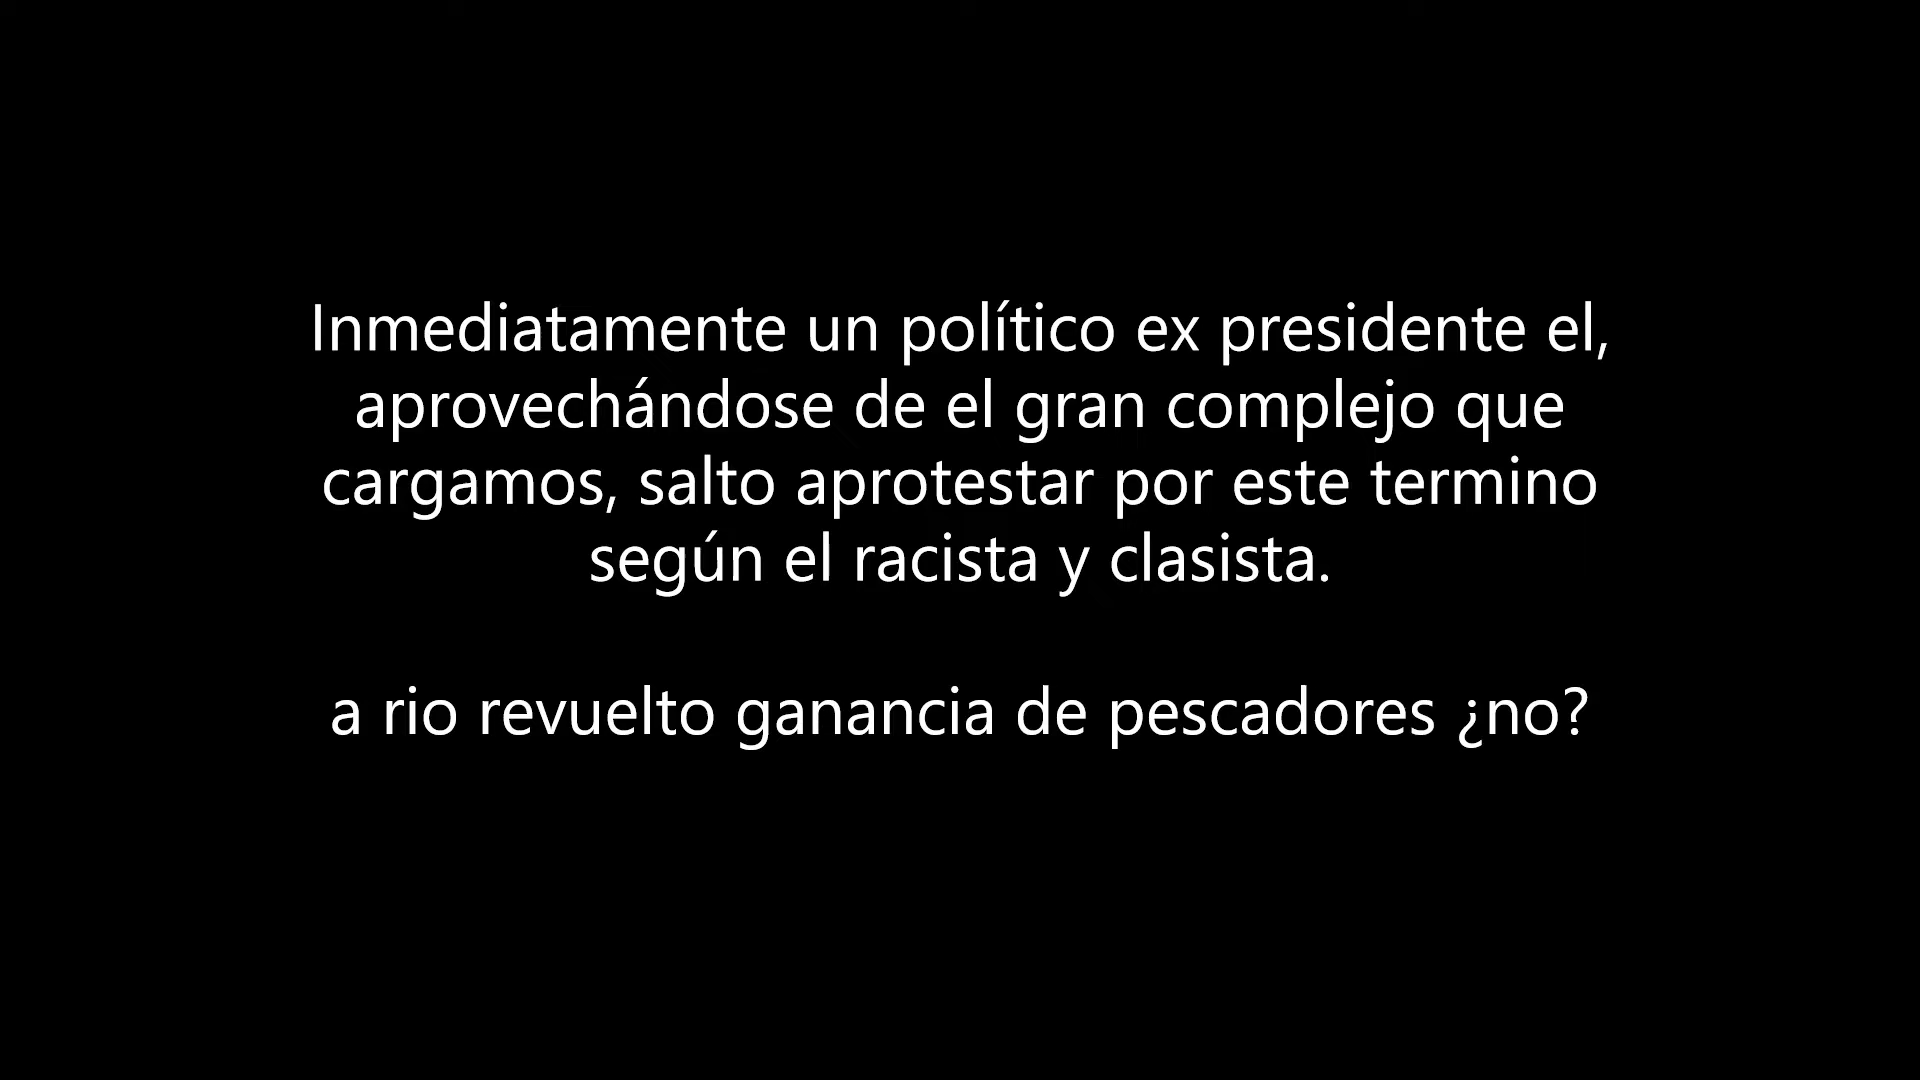 Inmediatamente un político ex presidente el,
aprovechándose de el gran complejo que
cargamos, salto aprotestar por este termino
según el racista y clasista.
a rio revuelto ganancia de pescadores ¿no?